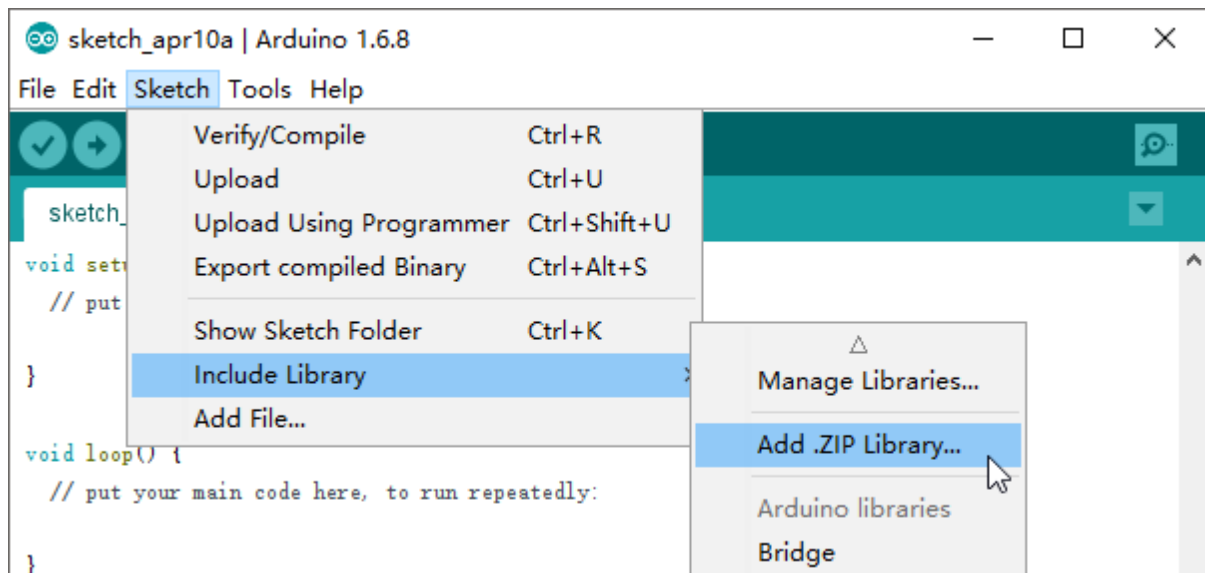 sketch_apr10a | Arduino 1.6.8
File Edit Sketch Tools Help
Verify/Compile Ctrl+R
Upload Ctrl+U
Upload Using Programmer Ctrl+Shift+U
Export compiled Binary Ctrl+Alt+S
Show Sketch Folder Ctrl+K
Include Library
Add File...
Manage Libraries...
Add .ZIP Library...
Arduino libraries
Bridge
sketch_
void setu
// put
}
void loop() {
// put your main code here, to run repeatedly:
}